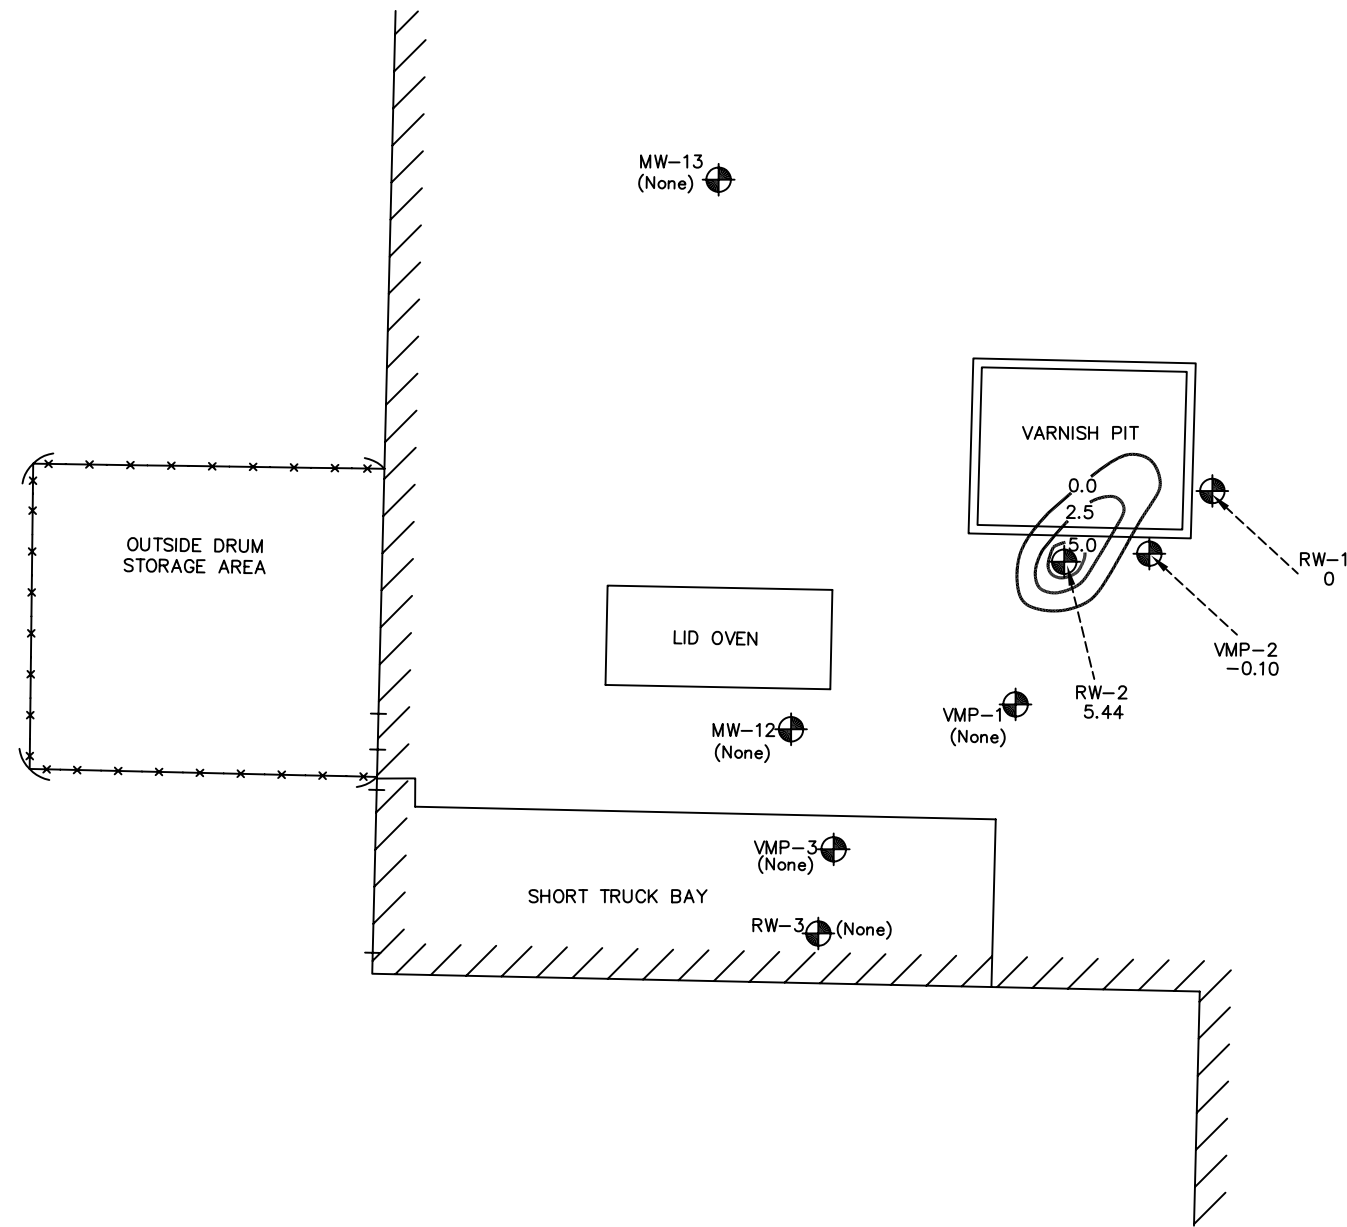 MW-13
(None)
VARNISH PIT
0.0
2.5
5.0
OUTSIDE DRUM
STORAGE AREA
RW-1
0
LID OVEN
VMP-2
-0.10
RW-2
5.44
VMP-1
(None)
MW-12
(None)
VMP-3
(None)
SHORT TRUCK BAY
RW-3 (None)